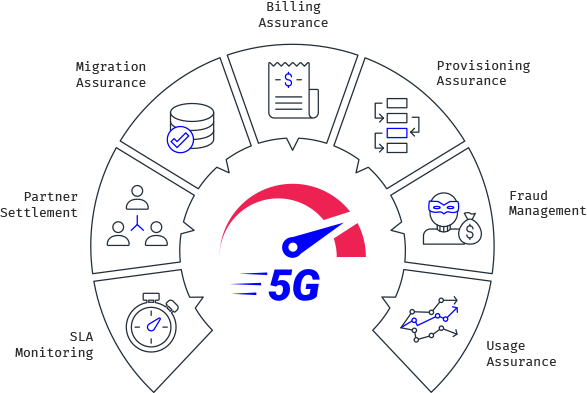 Billing
Assurance
Migration
Assurance
Provisioning
Assurance
$
Partner
Settlement
Fraud
Management
$
5G
SLA
Monitoring
Usage
Assurance